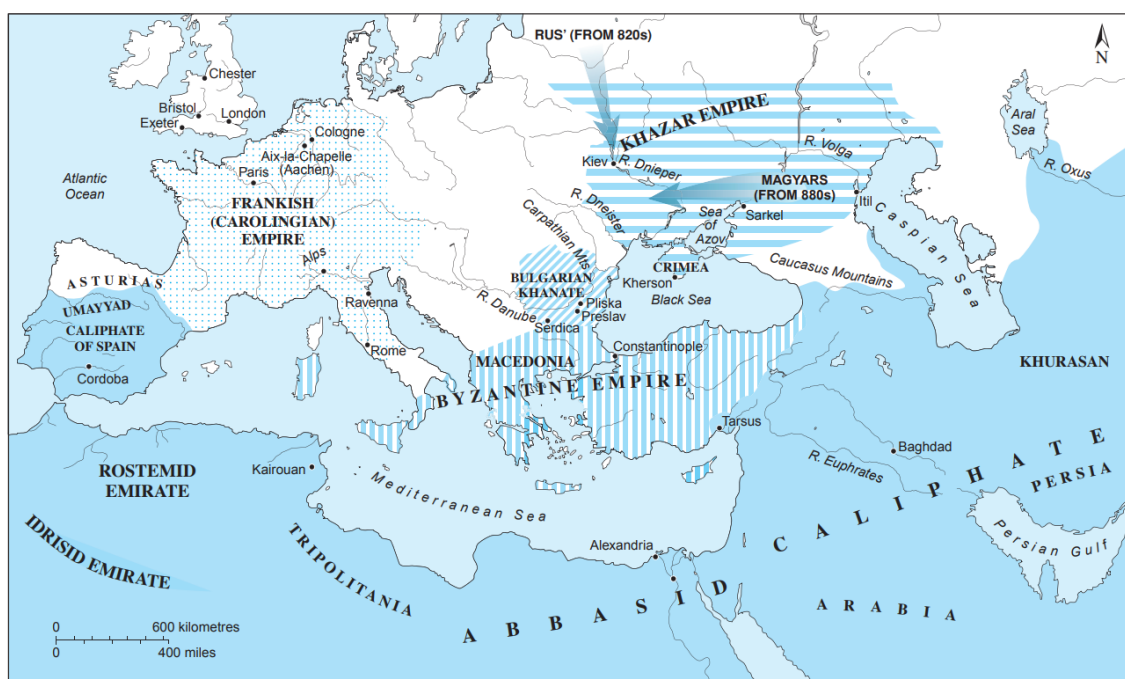 RUS' (FROM 820s)
N
Chester
Bristol
London
Exeter
Cologne
Aix-la-Chapelle
(Aachen)
Paris
Atlantic
Ocean
FRANKISH
(CAROLINGIAN)
EMPIRE
Alps
KHAZAR EMPIRE
Kiev
R. Dnieper
R. Volga
Aral
Sea
R. Oxus
MAGYARS
(FROM 880s)
Itil
R. Dneister
Sea
of
Azov
Sarkel
Carpathian Mts
Caspian Sea
CRIMEA
Kherson
Caucasus Mountains
Black Sea
BULGARIAN
KHANATE
Pliska
Preslav
R. Danube
Serdica
ASTURIAS
UMAYYAD
CALIPHATE
OF SPAIN
Cordoba
Ravenna
Rome
MACEDONIA
Constantinople
BYZANTINE EMPIRE
KHURASAN
Tarsus
Baghdad
R. Euphrates
ROSTEMID
EMIRATE
Kairouan
Mediterranean Sea
IDRISID EMIRATE
TRIPOLITANIA
Alexandria
ABBASID CALIPHATE
PERSIA
Persian Gulf
ARABIA
0 600 kilometres
0 400 miles